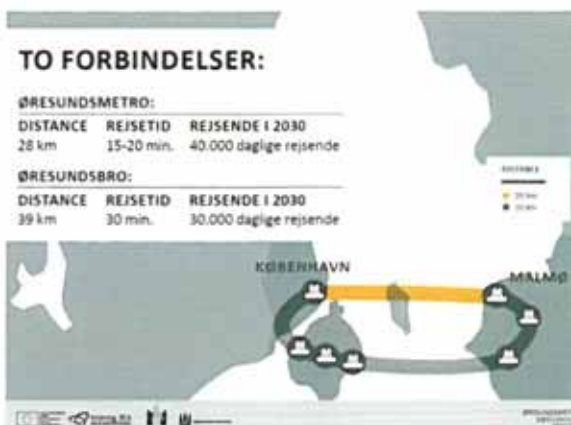 TO FORBINDELSER:
ØRESUNDSMETRO:
DISTANCE REJSETID REJSENDE I 2030
28 km 15-20 min. 40.000 daglige rejsende
ØRESUNDSBRO:
DISTANCE REJSETID REJSENDE I 2030
39 km 30 min. 30.000 daglige rejsende
DISTANCE
KØBENHAVN
MALMØ